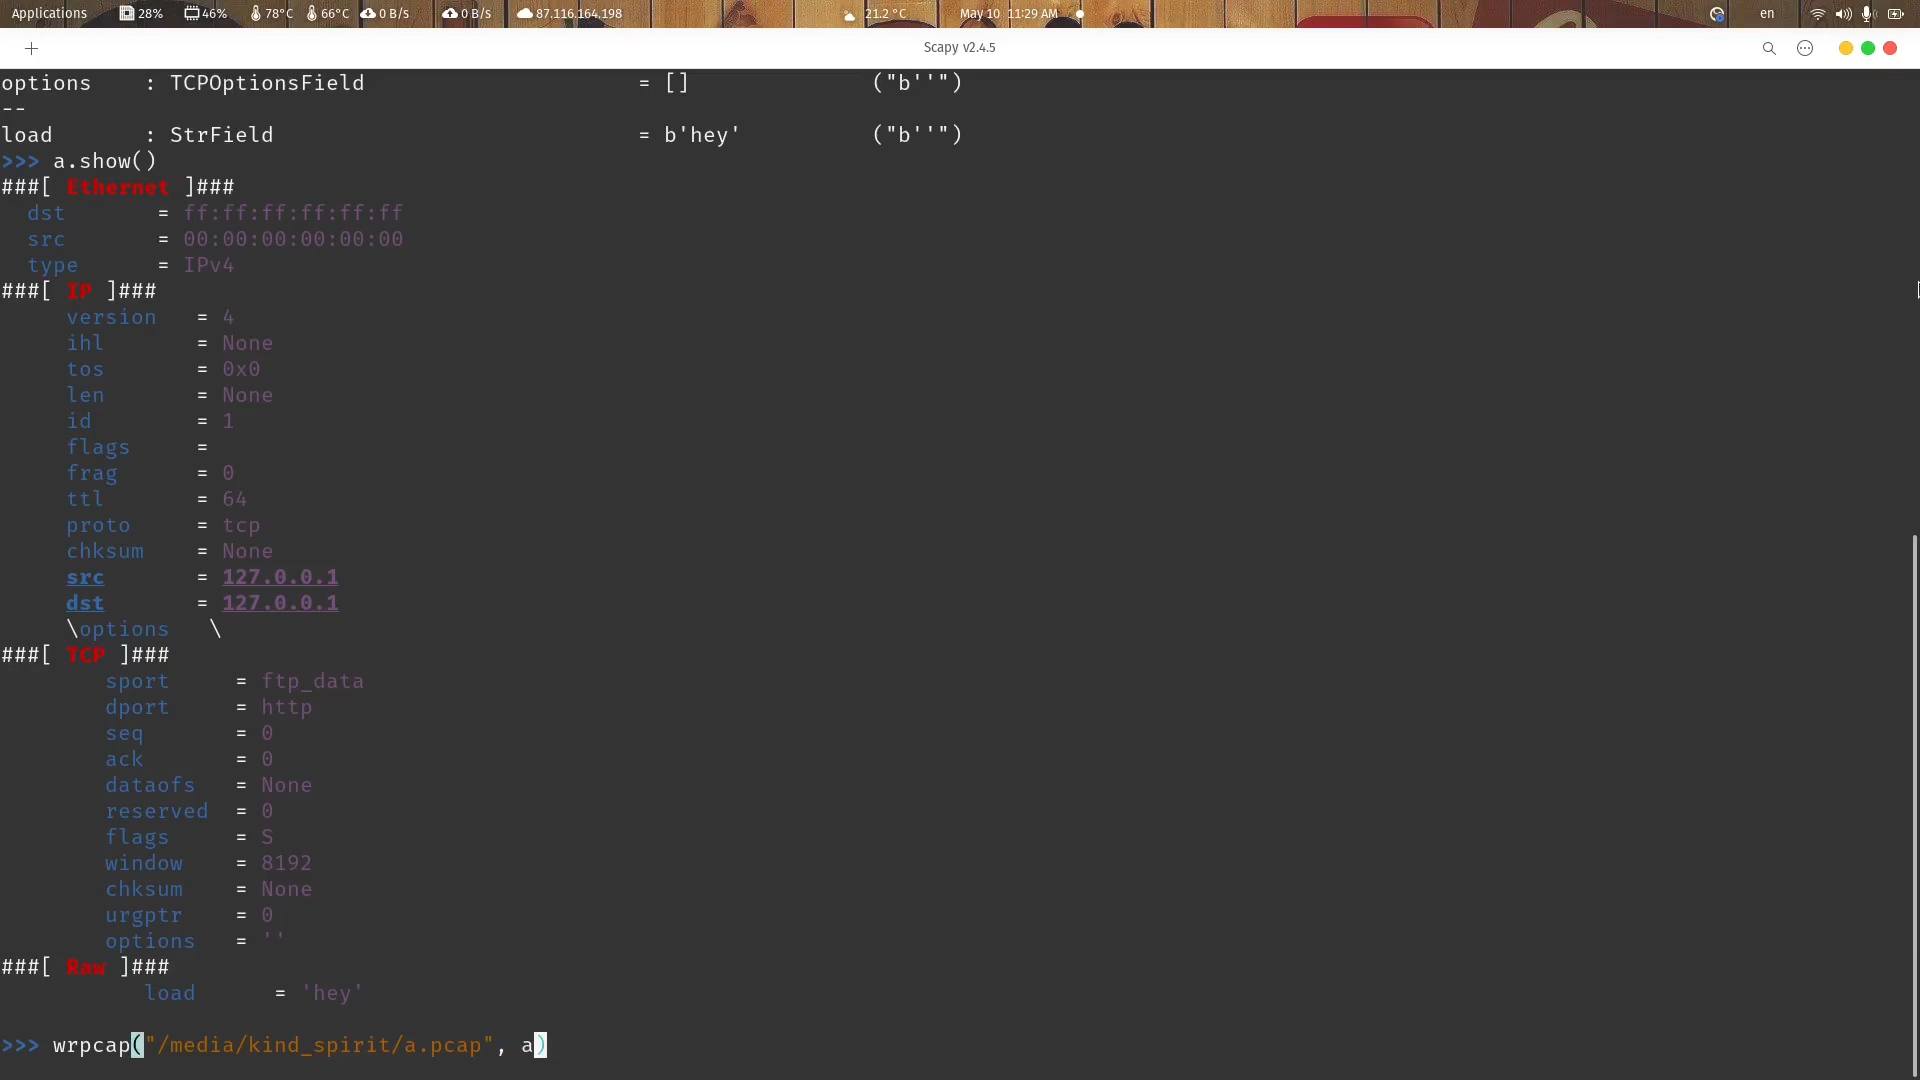 Applications 28% 46% 78°C 66°C 0 B/s 0 B/s 87.116.164.198 21.2 °C May 10 11:29 AM en
Scapy v2.4.5
options : TCPOptionsField = [] ("b''")
--
load : StrField = b'hey' ("b''")
>>> a.show()
###[ Ethernet ]###
dst = ff:ff:ff:ff:ff:ff
src = 00:00:00:00:00:00
type = IPv4
###[ IP ]###
version = 4
ihl = None
tos = 0x0
len = None
id = 1
flags =
frag = 0
ttl = 64
proto = tcp
chksum = None
src = 127.0.0.1
dst = 127.0.0.1
\options \
###[ TCP ]###
sport = ftp_data
dport = http
seq = 0
ack = 0
dataofs = None
reserved = 0
flags = S
window = 8192
chksum = None
urgptr = 0
options = ''
###[ Raw ]###
load = 'hey'
>>> wrpcap("/media/kind_spirit/a.pcap", a)